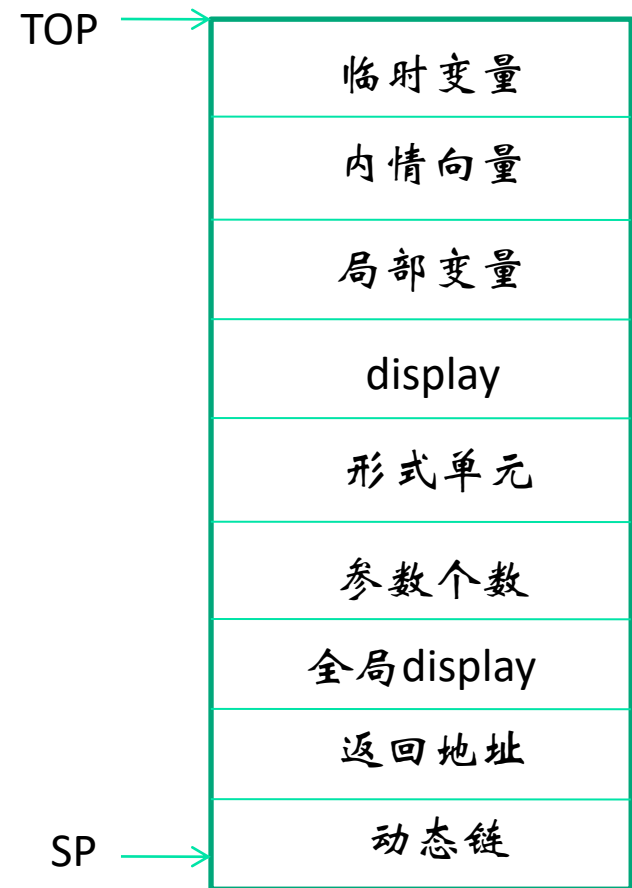 TOP
临时变量
内情向量
局部变量
display
形式单元
参数个数
全局display
返回地址
SP
动态链